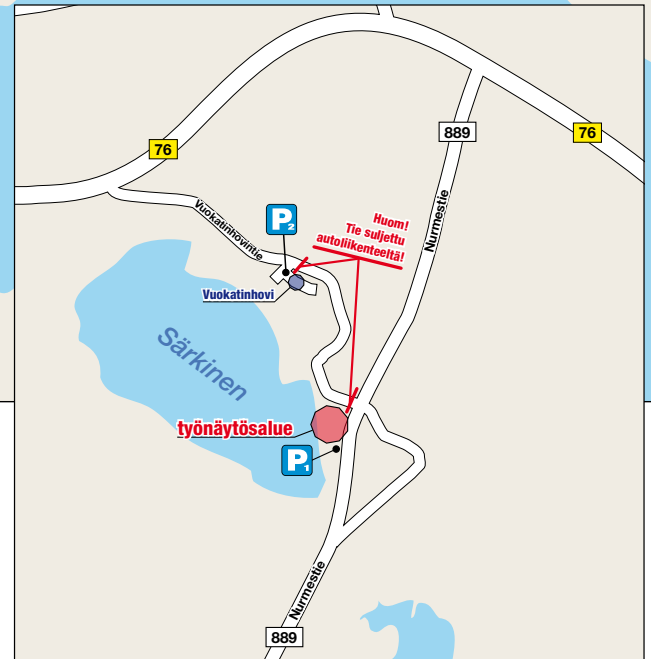 76
889
76
Vuokatinhovintie
P2
Huom!
Tie suljettu
autoliikenteeltä!
Nurmestie
Vuokatinhovi
Särkinen
työnäytösalue
P1
Nurmestie
889